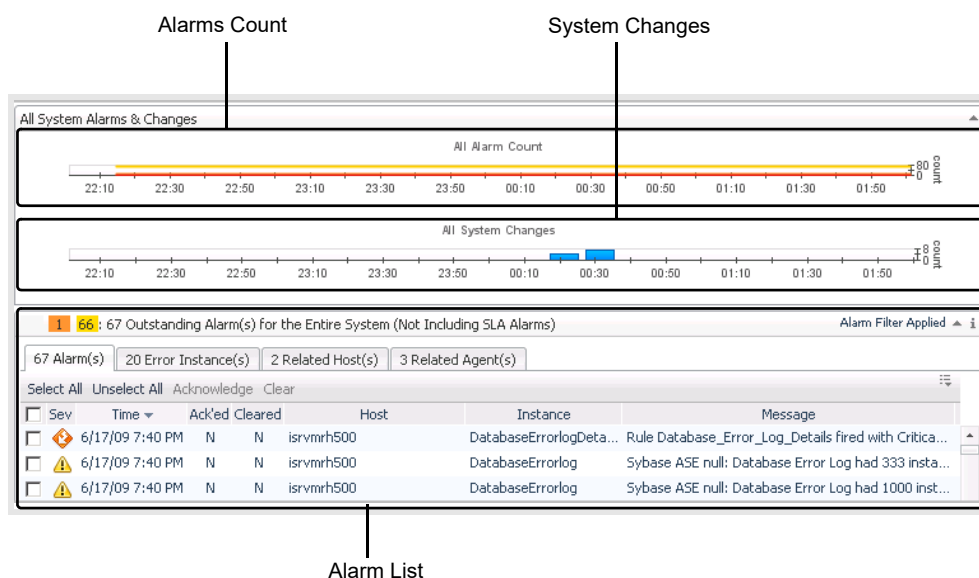 Alarms Count
System Changes
All System Alarms & Changes
All Alarm Count
80
0
count
22:10 22:30 22:50 23:10 23:30 23:50 00:10 00:30 00:50 01:10 01:30 01:50
All System Changes
8
0
count
22:10 22:30 22:50 23:10 23:30 23:50 00:10 00:30 00:50 01:10 01:30 01:50
1 66 : 67 Outstanding Alarm(s) for the Entire System (Not Including SLA Alarms) Alarm Filter Applied i
67 Alarm(s) 20 Error Instance(s) 2 Related Host(s) 3 Related Agent(s)
Select All Unselect All Acknowledge Clear
Sev Time Ack'ed Cleared Host Instance Message
6/17/09 7:40 PM N N isrvmrh500 DatabaseErrorlogDeta... Rule Database_Error_Log_Details fired with Critica...
6/17/09 7:40 PM N N isrvmrh500 DatabaseErrorlog Sybase ASE null: Database Error Log had 333 insta...
6/17/09 7:40 PM N N isrvmrh500 DatabaseErrorlog Sybase ASE null: Database Error Log had 1000 inst...
Alarm List